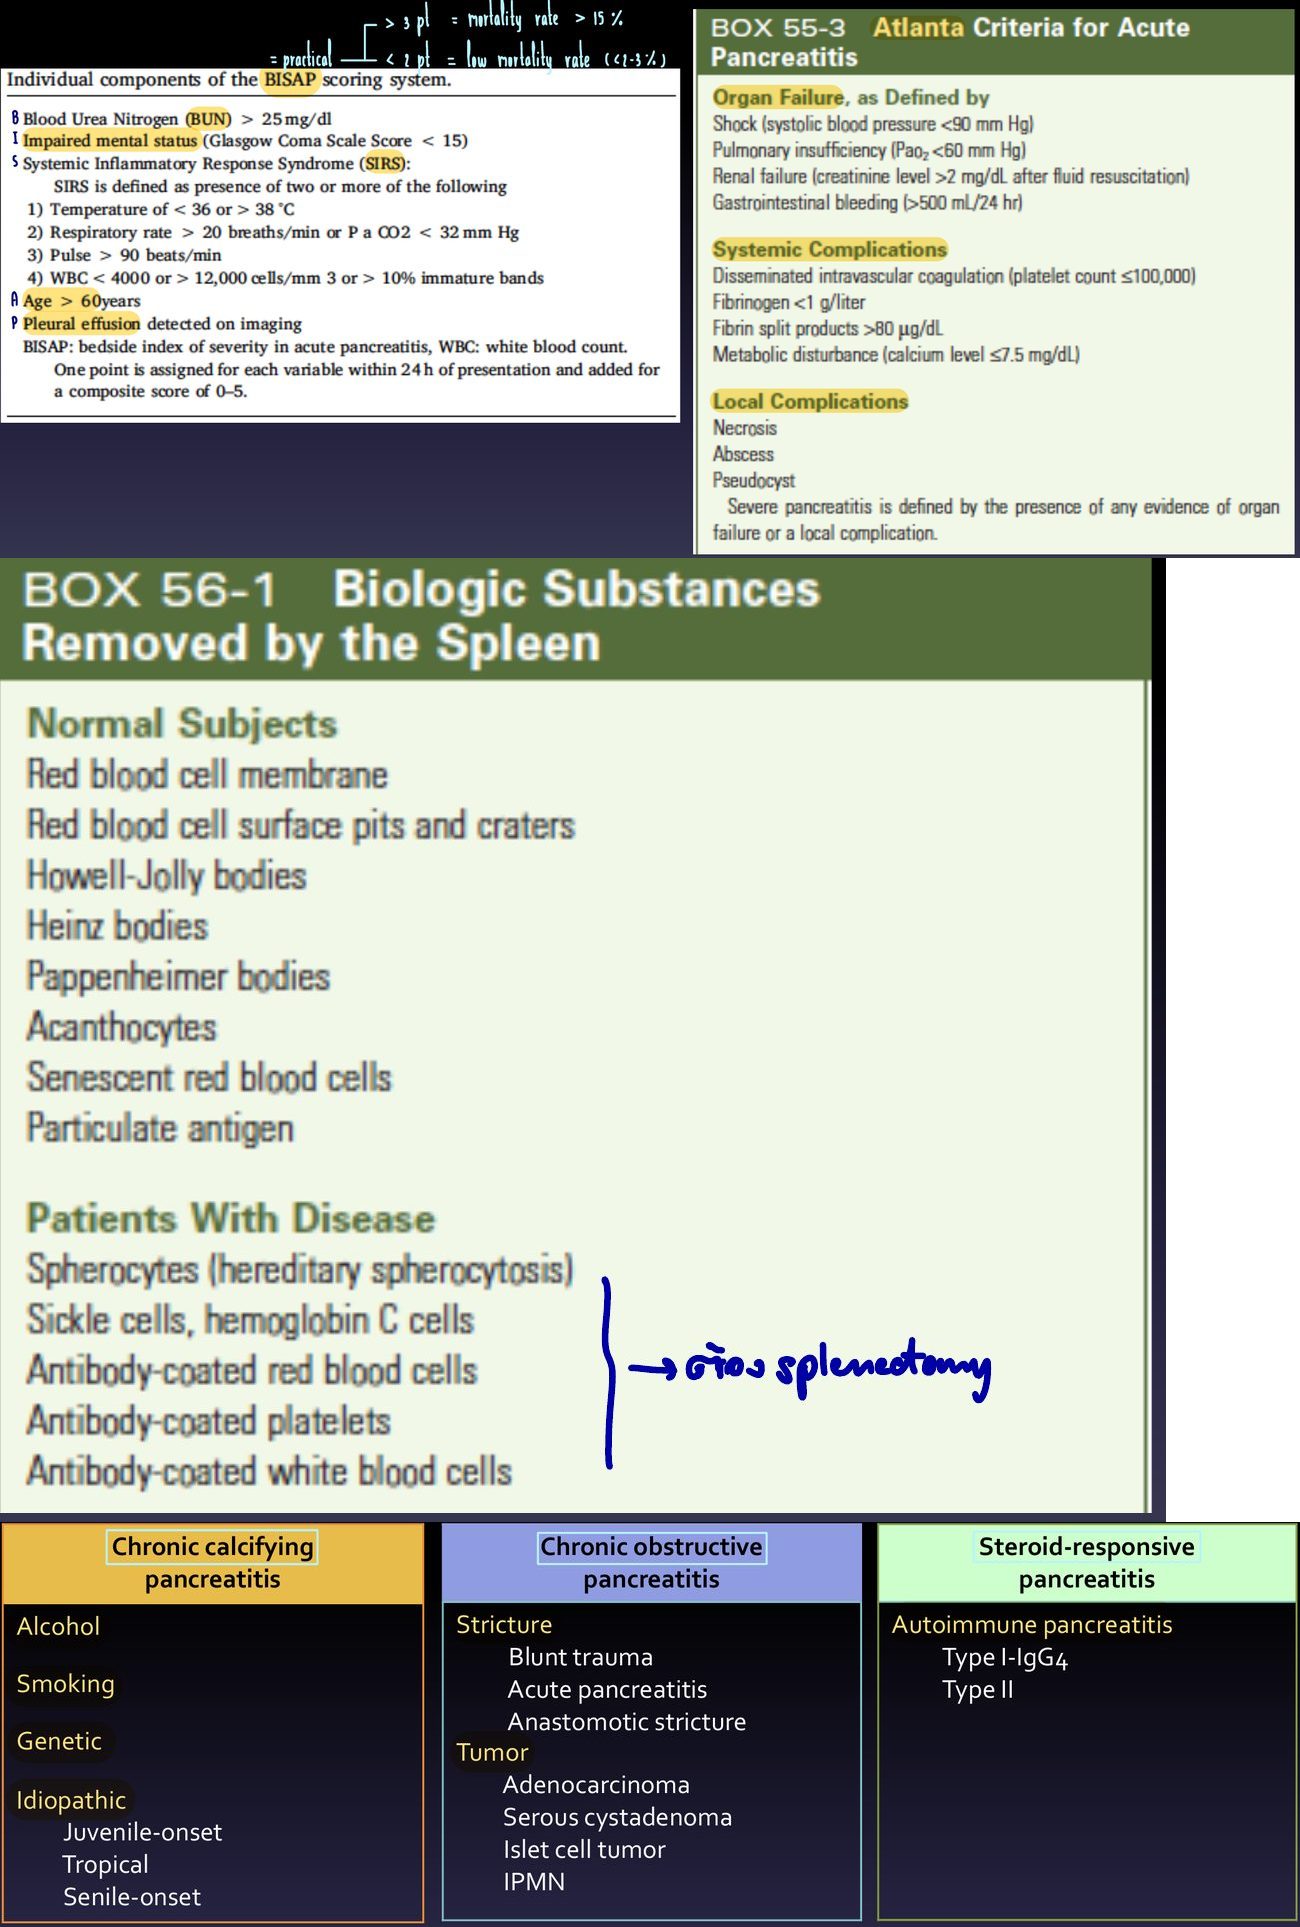 > 3 pt = mortality rate > 15 %
= practical < 2 pt = low mortality rate (<2-3%)
Individual components of the BISAP scoring system.
B Blood Urea Nitrogen (BUN) > 25 mg/dl
I Impaired mental status (Glasgow Coma Scale Score < 15)
S Systemic Inflammatory Response Syndrome (SIRS):
SIRS is defined as presence of two or more of the following
1) Temperature of < 36 or > 38 °C
2) Respiratory rate > 20 breaths/min or P a CO2 < 32 mm Hg
3) Pulse > 90 beats/min
4) WBC < 4000 or > 12,000 cells/mm 3 or > 10% immature bands
A Age > 60years
P Pleural effusion detected on imaging
BISAP: bedside index of severity in acute pancreatitis, WBC: white blood count.
One point is assigned for each variable within 24 h of presentation and added for
a composite score of 0–5.
BOX 55-3 Atlanta Criteria for Acute
Pancreatitis
Organ Failure, as Defined by
Shock (systolic blood pressure <90 mm Hg)
Pulmonary insufficiency (Pao₂ <60 mm Hg)
Renal failure (creatinine level >2 mg/dL after fluid resuscitation)
Gastrointestinal bleeding (>500 mL/24 hr)
Systemic Complications
Disseminated intravascular coagulation (platelet count ≤100,000)
Fibrinogen <1 g/liter
Fibrin split products >80 μg/dL
Metabolic disturbance (calcium level ≤7.5 mg/dL)
Local Complications
Necrosis
Abscess
Pseudocyst
Severe pancreatitis is defined by the presence of any evidence of organ
failure or a local complication.
BOX 56-1 Biologic Substances
Removed by the Spleen
Normal Subjects
Red blood cell membrane
Red blood cell surface pits and craters
Howell-Jolly bodies
Heinz bodies
Pappenheimer bodies
Acanthocytes
Senescent red blood cells
Particulate antigen
Patients With Disease
Spherocytes (hereditary spherocytosis)
Sickle cells, hemoglobin C cells
Antibody-coated red blood cells
→ splenectomy
Antibody-coated platelets
Antibody-coated white blood cells
Chronic calcifying
pancreatitis
Alcohol
Smoking
Genetic
Idiopathic
Juvenile-onset
Tropical
Senile-onset
Chronic obstructive
pancreatitis
Stricture
Blunt trauma
Acute pancreatitis
Anastomotic stricture
Tumor
Adenocarcinoma
Serous cystadenoma
Islet cell tumor
IPMN
Steroid-responsive
pancreatitis
Autoimmune pancreatitis
Type I-IgG4
Type II